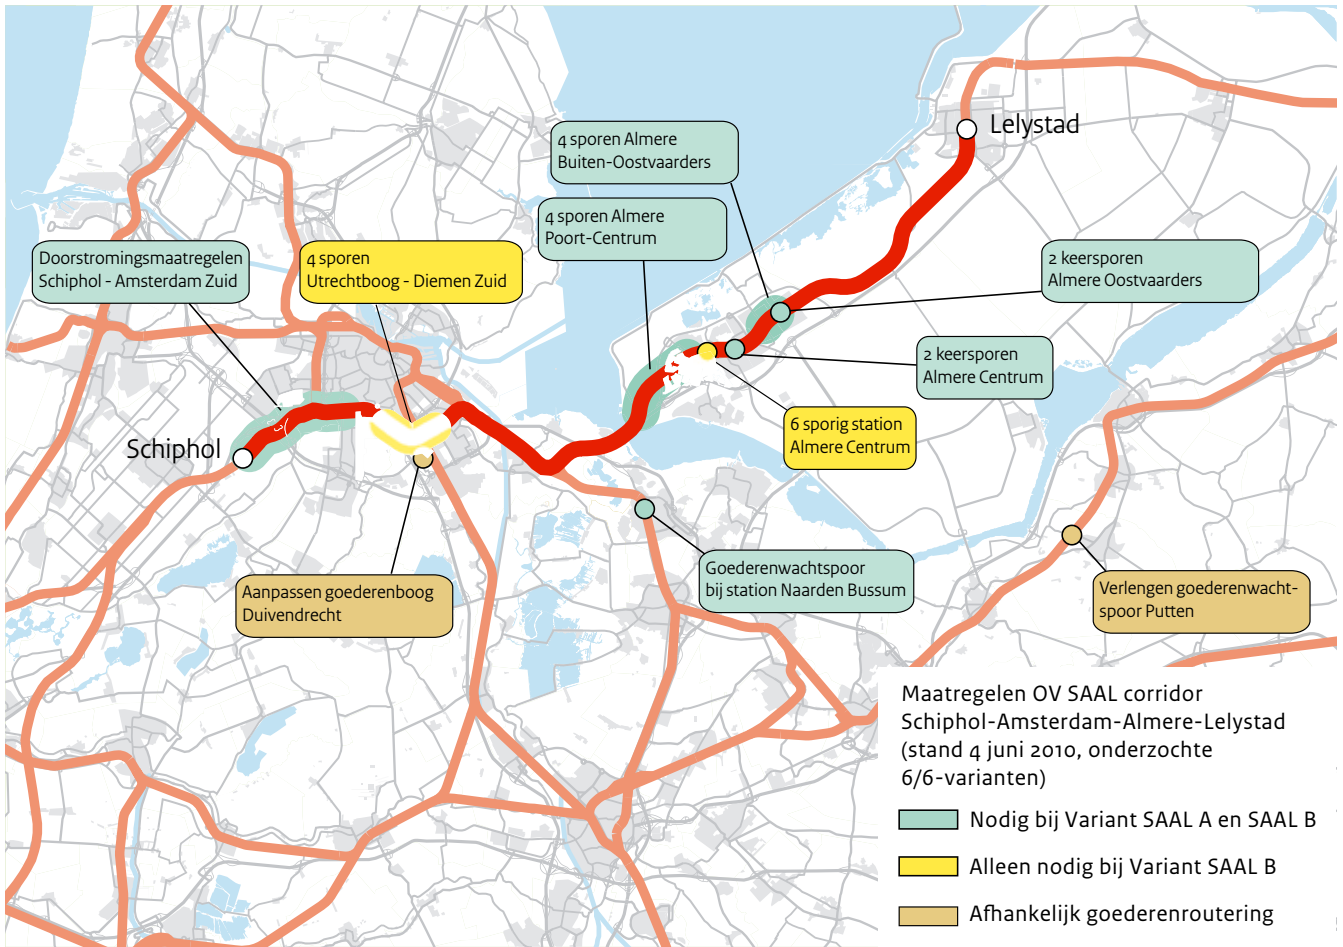 Lelystad
4 sporen Almere
Buiten-Oostvaarders
4 sporen Almere
Poort-Centrum
Doorstromingsmaatregelen
Schiphol - Amsterdam Zuid
4 sporen
Utrechtboog - Diemen Zuid
2 keersporen
Almere Oostvaarders
2 keersporen
Almere Centrum
6 sporig station
Almere Centrum
Schiphol
Goederenwachtspoor
bij station Naarden Bussum
Aanpassen goederenboog
Duivendrecht
Verlengen goederenwacht-
spoor Putten
Maatregelen OV SAAL corridor
Schiphol-Amsterdam-Almere-Lelystad
(stand 4 juni 2010, onderzochte
6/6-varianten)
Nodig bij Variant SAAL A en SAAL B
Alleen nodig bij Variant SAAL B
Afhankelijk goederenroutering